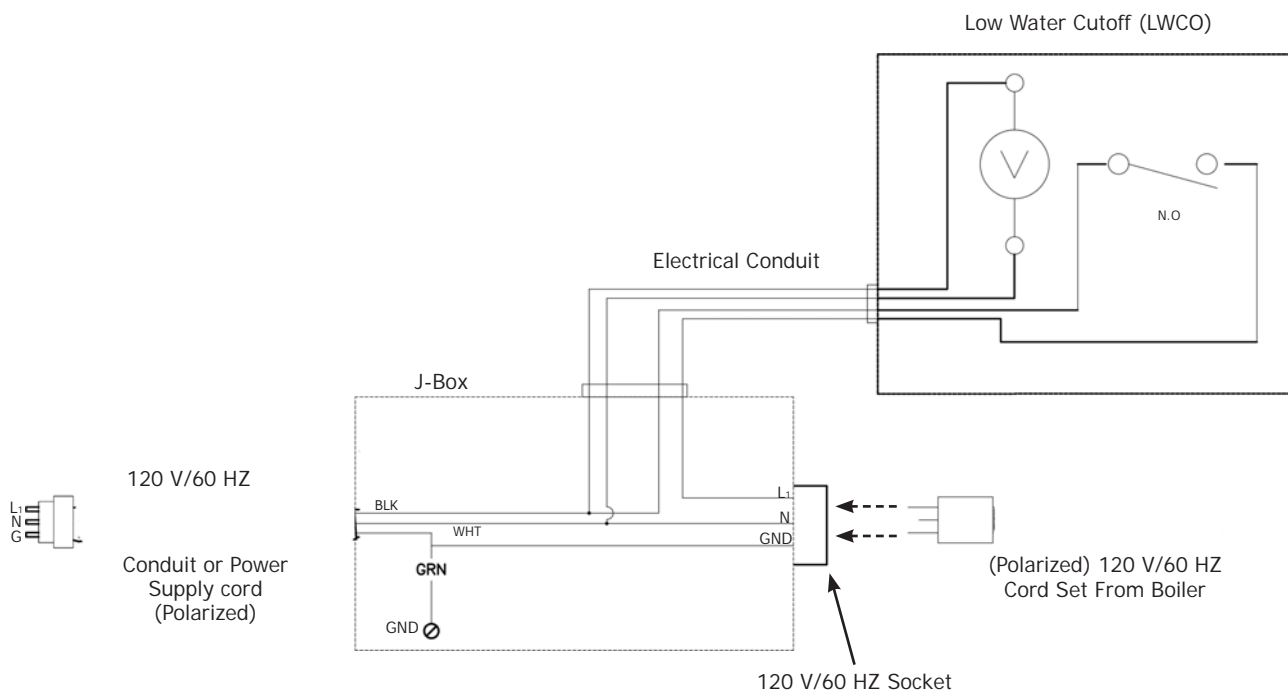 Low Water Cutoff (LWCO)
V
N.O
Electrical Conduit
J-Box
120 V/60 HZ
L1
N
G
BLK
WHT
L1
N
GND
GRN
GND
Conduit or Power
Supply cord
(Polarized)
(Polarized) 120 V/60 HZ
Cord Set From Boiler
120 V/60 HZ Socket